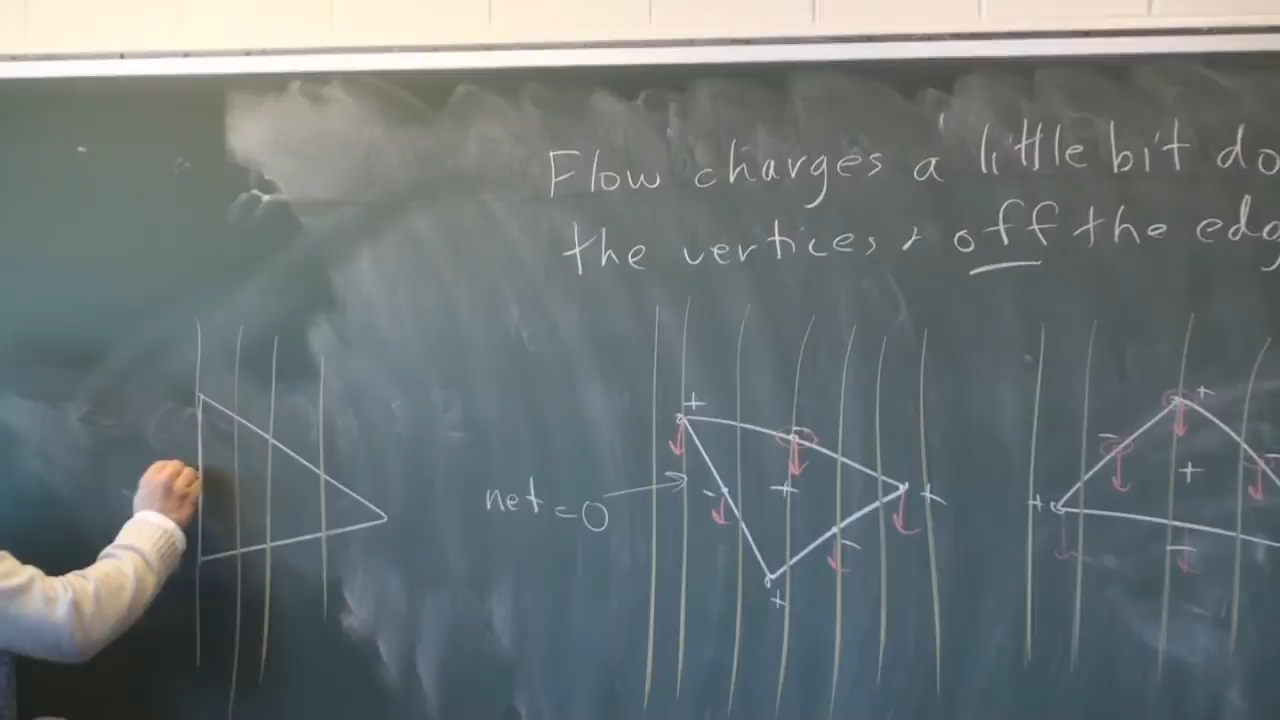 Flow charges a little bit do
the vertices, + off the edg
net = 0
+ - + +
- + -
+
+ - +
+ - -